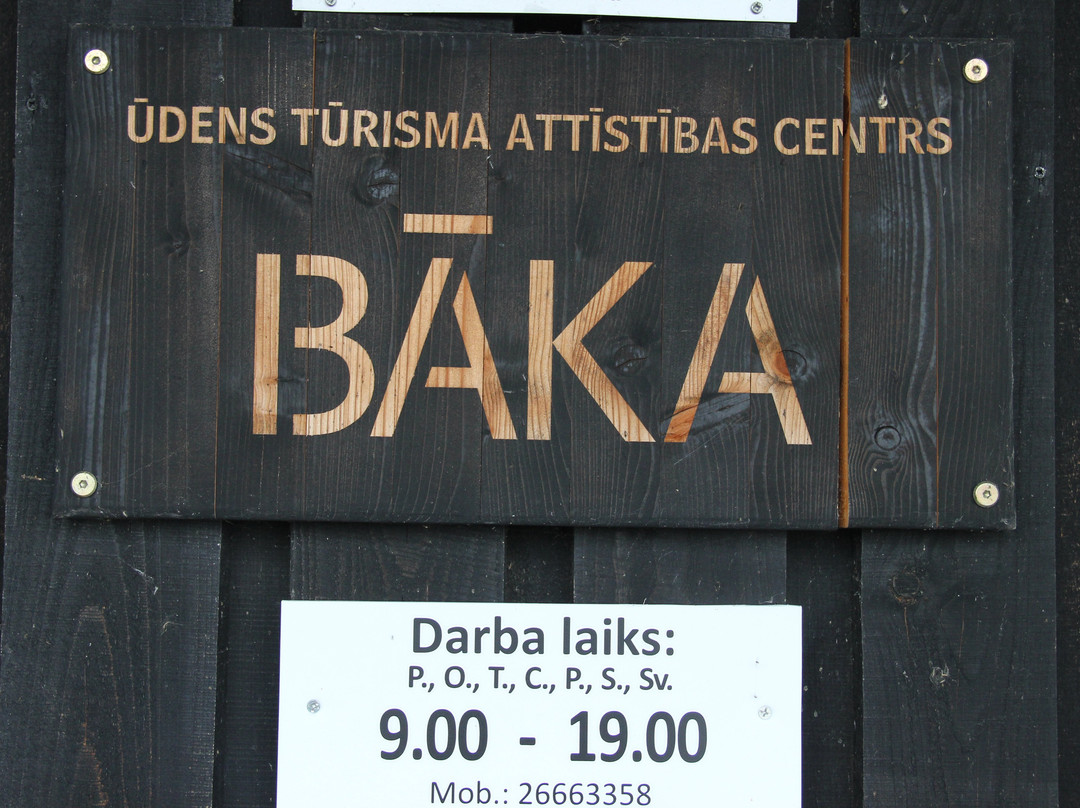 ŪDENS TŪRISMA ATTĪSTĪBAS CENTRS
BĀKA
Darba laiks:
P., O., T., C., P., S., Sv.
9.00 - 19.00
Mob.: 26663358